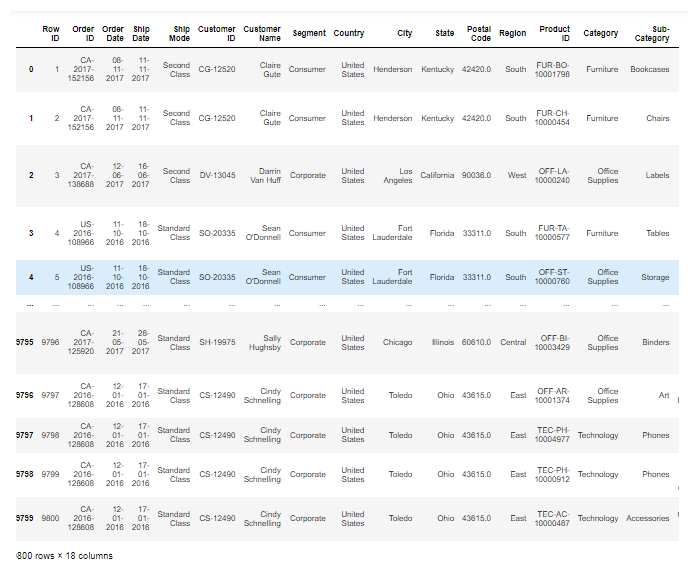 Row ID Order ID Order Date Ship Date Ship Mode Customer ID Customer Name Segment Country City State Postal Code Region Product ID Category Sub-Category
0 1 CA-2017-152156 08-11-2017 11-11-2017 Second Class CG-12520 Claire Gute Consumer United States Henderson Kentucky 42420.0 South FUR-BO-10001798 Furniture Bookcases
1 2 CA-2017-152156 08-11-2017 11-11-2017 Second Class CG-12520 Claire Gute Consumer United States Henderson Kentucky 42420.0 South FUR-CH-10000454 Furniture Chairs
2 3 CA-2017-138688 12-06-2017 16-06-2017 Second Class DV-13045 Darrin Van Huff Corporate United States Los Angeles California 90036.0 West OFF-LA-10000240 Office Supplies Labels
3 4 US-2016-108966 11-10-2016 18-10-2016 Standard Class SO-20335 Sean O'Donnell Consumer United States Fort Lauderdale Florida 33311.0 South FUR-TA-10000577 Furniture Tables
4 5 US-2016-108966 11-10-2016 18-10-2016 Standard Class SO-20335 Sean O'Donnell Consumer United States Fort Lauderdale Florida 33311.0 South OFF-ST-10000760 Office Supplies Storage
... ... ... ... ... ... ... ... ... ... ... ... ... ... ... ... ...
9795 9796 CA-2017-125920 21-05-2017 28-05-2017 Standard Class SH-19975 Sally Hughsby Corporate United States Chicago Illinois 60610.0 Central OFF-BI-10003429 Office Supplies Binders
9796 9797 CA-2016-128608 12-01-2016 17-01-2016 Standard Class CS-12490 Cindy Schnelling Corporate United States Toledo Ohio 43615.0 East OFF-AR-10001374 Office Supplies Art
9797 9798 CA-2016-128608 12-01-2016 17-01-2016 Standard Class CS-12490 Cindy Schnelling Corporate United States Toledo Ohio 43615.0 East TEC-PH-10004977 Technology Phones
9798 9799 CA-2016-128608 12-01-2016 17-01-2016 Standard Class CS-12490 Cindy Schnelling Corporate United States Toledo Ohio 43615.0 East TEC-PH-10000912 Technology Phones
9799 9800 CA-2016-128608 12-01-2016 17-01-2016 Standard Class CS-12490 Cindy Schnelling Corporate United States Toledo Ohio 43615.0 East TEC-AC-10000487 Technology Accessories
800 rows × 18 columns